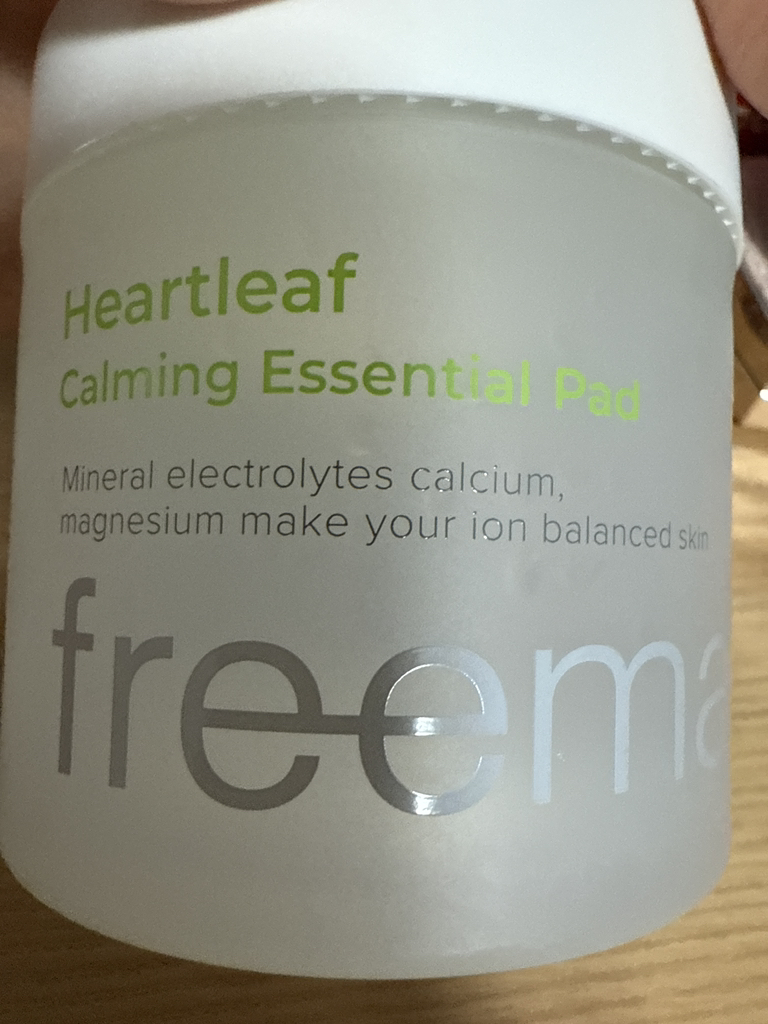 Heartleaf
Calming Essential Pad
Mineral electrolytes calcium,
magnesium make your ion balanced skin
freema